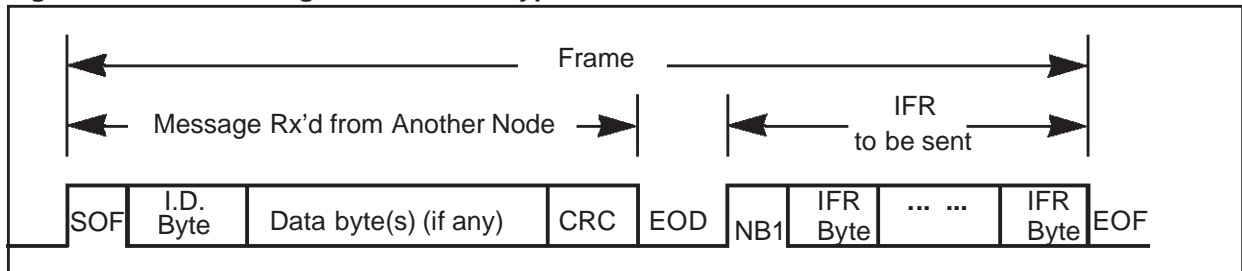 Frame
Message Rx'd from Another Node
IFR
to be sent
SOF
I.D.
Byte
Data byte(s) (if any)
CRC
EOD
NB1
IFR
Byte
... ...
IFR
Byte
EOF